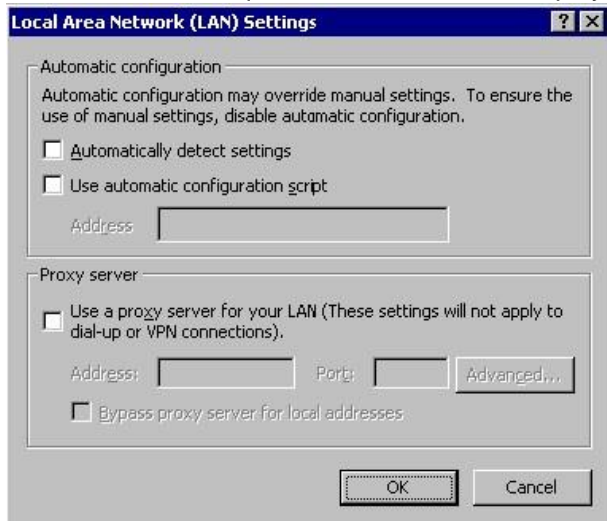 Local Area Network (LAN) Settings
Automatic configuration
Automatic configuration may override manual settings. To ensure the
use of manual settings, disable automatic configuration.
Automatically detect settings
Use automatic configuration script
Address
Proxy server
Use a proxy server for your LAN (These settings will not apply to
dial-up or VPN connections).
Address: Port: Advanced...
Bypass proxy server for local addresses
OK Cancel